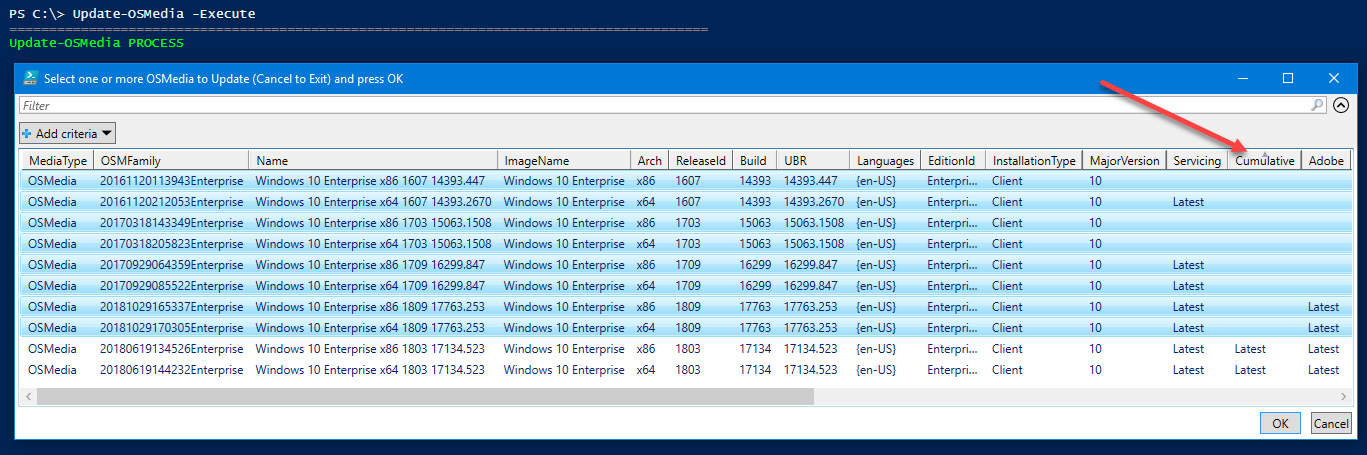 PS C:\> Update-OSMedia -Execute
=========================================================================================
Update-OSMedia PROCESS
Select one or more OSMedia to Update (Cancel to Exit) and press OK
Filter
Add criteria
MediaType OSMFamily Name ImageName Arch ReleaseId Build UBR Languages EditionId InstallationType MajorVersion Servicing Cumulative Adobe
OSMedia 20161120113943Enterprise Windows 10 Enterprise x86 1607 14393.447 Windows 10 Enterprise x86 1607 14393 14393.447 {en-US} Enterpri... Client 10
OSMedia 20161120212053Enterprise Windows 10 Enterprise x64 1607 14393.2670 Windows 10 Enterprise x64 1607 14393 14393.2670 {en-US} Enterpri... Client 10 Latest
OSMedia 20170318143349Enterprise Windows 10 Enterprise x86 1703 15063.1508 Windows 10 Enterprise x86 1703 15063 15063.1508 {en-US} Enterpri... Client 10
OSMedia 20170318205823Enterprise Windows 10 Enterprise x64 1703 15063.1508 Windows 10 Enterprise x64 1703 15063 15063.1508 {en-US} Enterpri... Client 10
OSMedia 20170929064359Enterprise Windows 10 Enterprise x86 1709 16299.847 Windows 10 Enterprise x86 1709 16299 16299.847 {en-US} Enterpri... Client 10 Latest
OSMedia 20170929085522Enterprise Windows 10 Enterprise x64 1709 16299.847 Windows 10 Enterprise x64 1709 16299 16299.847 {en-US} Enterpri... Client 10 Latest
OSMedia 20181029165337Enterprise Windows 10 Enterprise x86 1809 17763.253 Windows 10 Enterprise x86 1809 17763 17763.253 {en-US} Enterpri... Client 10 Latest Latest
OSMedia 20181029170305Enterprise Windows 10 Enterprise x64 1809 17763.253 Windows 10 Enterprise x64 1809 17763 17763.253 {en-US} Enterpri... Client 10 Latest Latest
OSMedia 20180619134526Enterprise Windows 10 Enterprise x86 1803 17134.523 Windows 10 Enterprise x86 1803 17134 17134.523 {en-US} Enterpri... Client 10 Latest Latest Latest
OSMedia 20180619144232Enterprise Windows 10 Enterprise x64 1803 17134.523 Windows 10 Enterprise x64 1803 17134 17134.523 {en-US} Enterpri... Client 10 Latest Latest Latest
OK Cancel